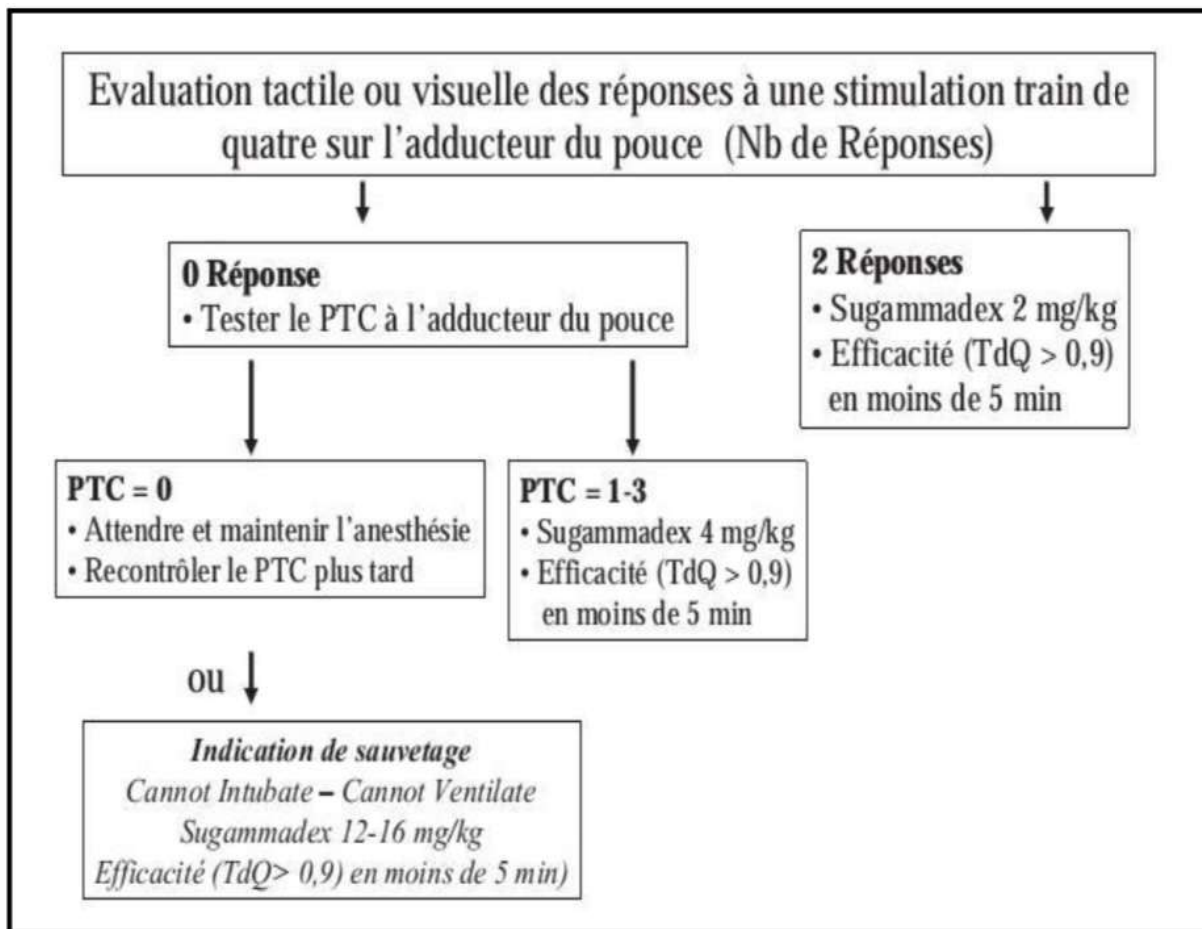 Evaluation tactile ou visuelle des réponses à une stimulation train de
quatre sur l'adducteur du pouce (Nb de Réponses)
0 Réponse
• Tester le PTC à l'adducteur du pouce
2 Réponses
• Sugammadex 2 mg/kg
• Efficacité (TdQ > 0,9)
en moins de 5 min
PTC = 0
• Attendre et maintenir l'anesthésie
• Recontrôler le PTC plus tard
PTC = 1-3
• Sugammadex 4 mg/kg
• Efficacité (TdQ > 0,9)
en moins de 5 min
ou
Indication de sauvetage
Cannot Intubate – Cannot Ventilate
Sugammadex 12-16 mg/kg
Efficacité (TdQ> 0,9) en moins de 5 min)